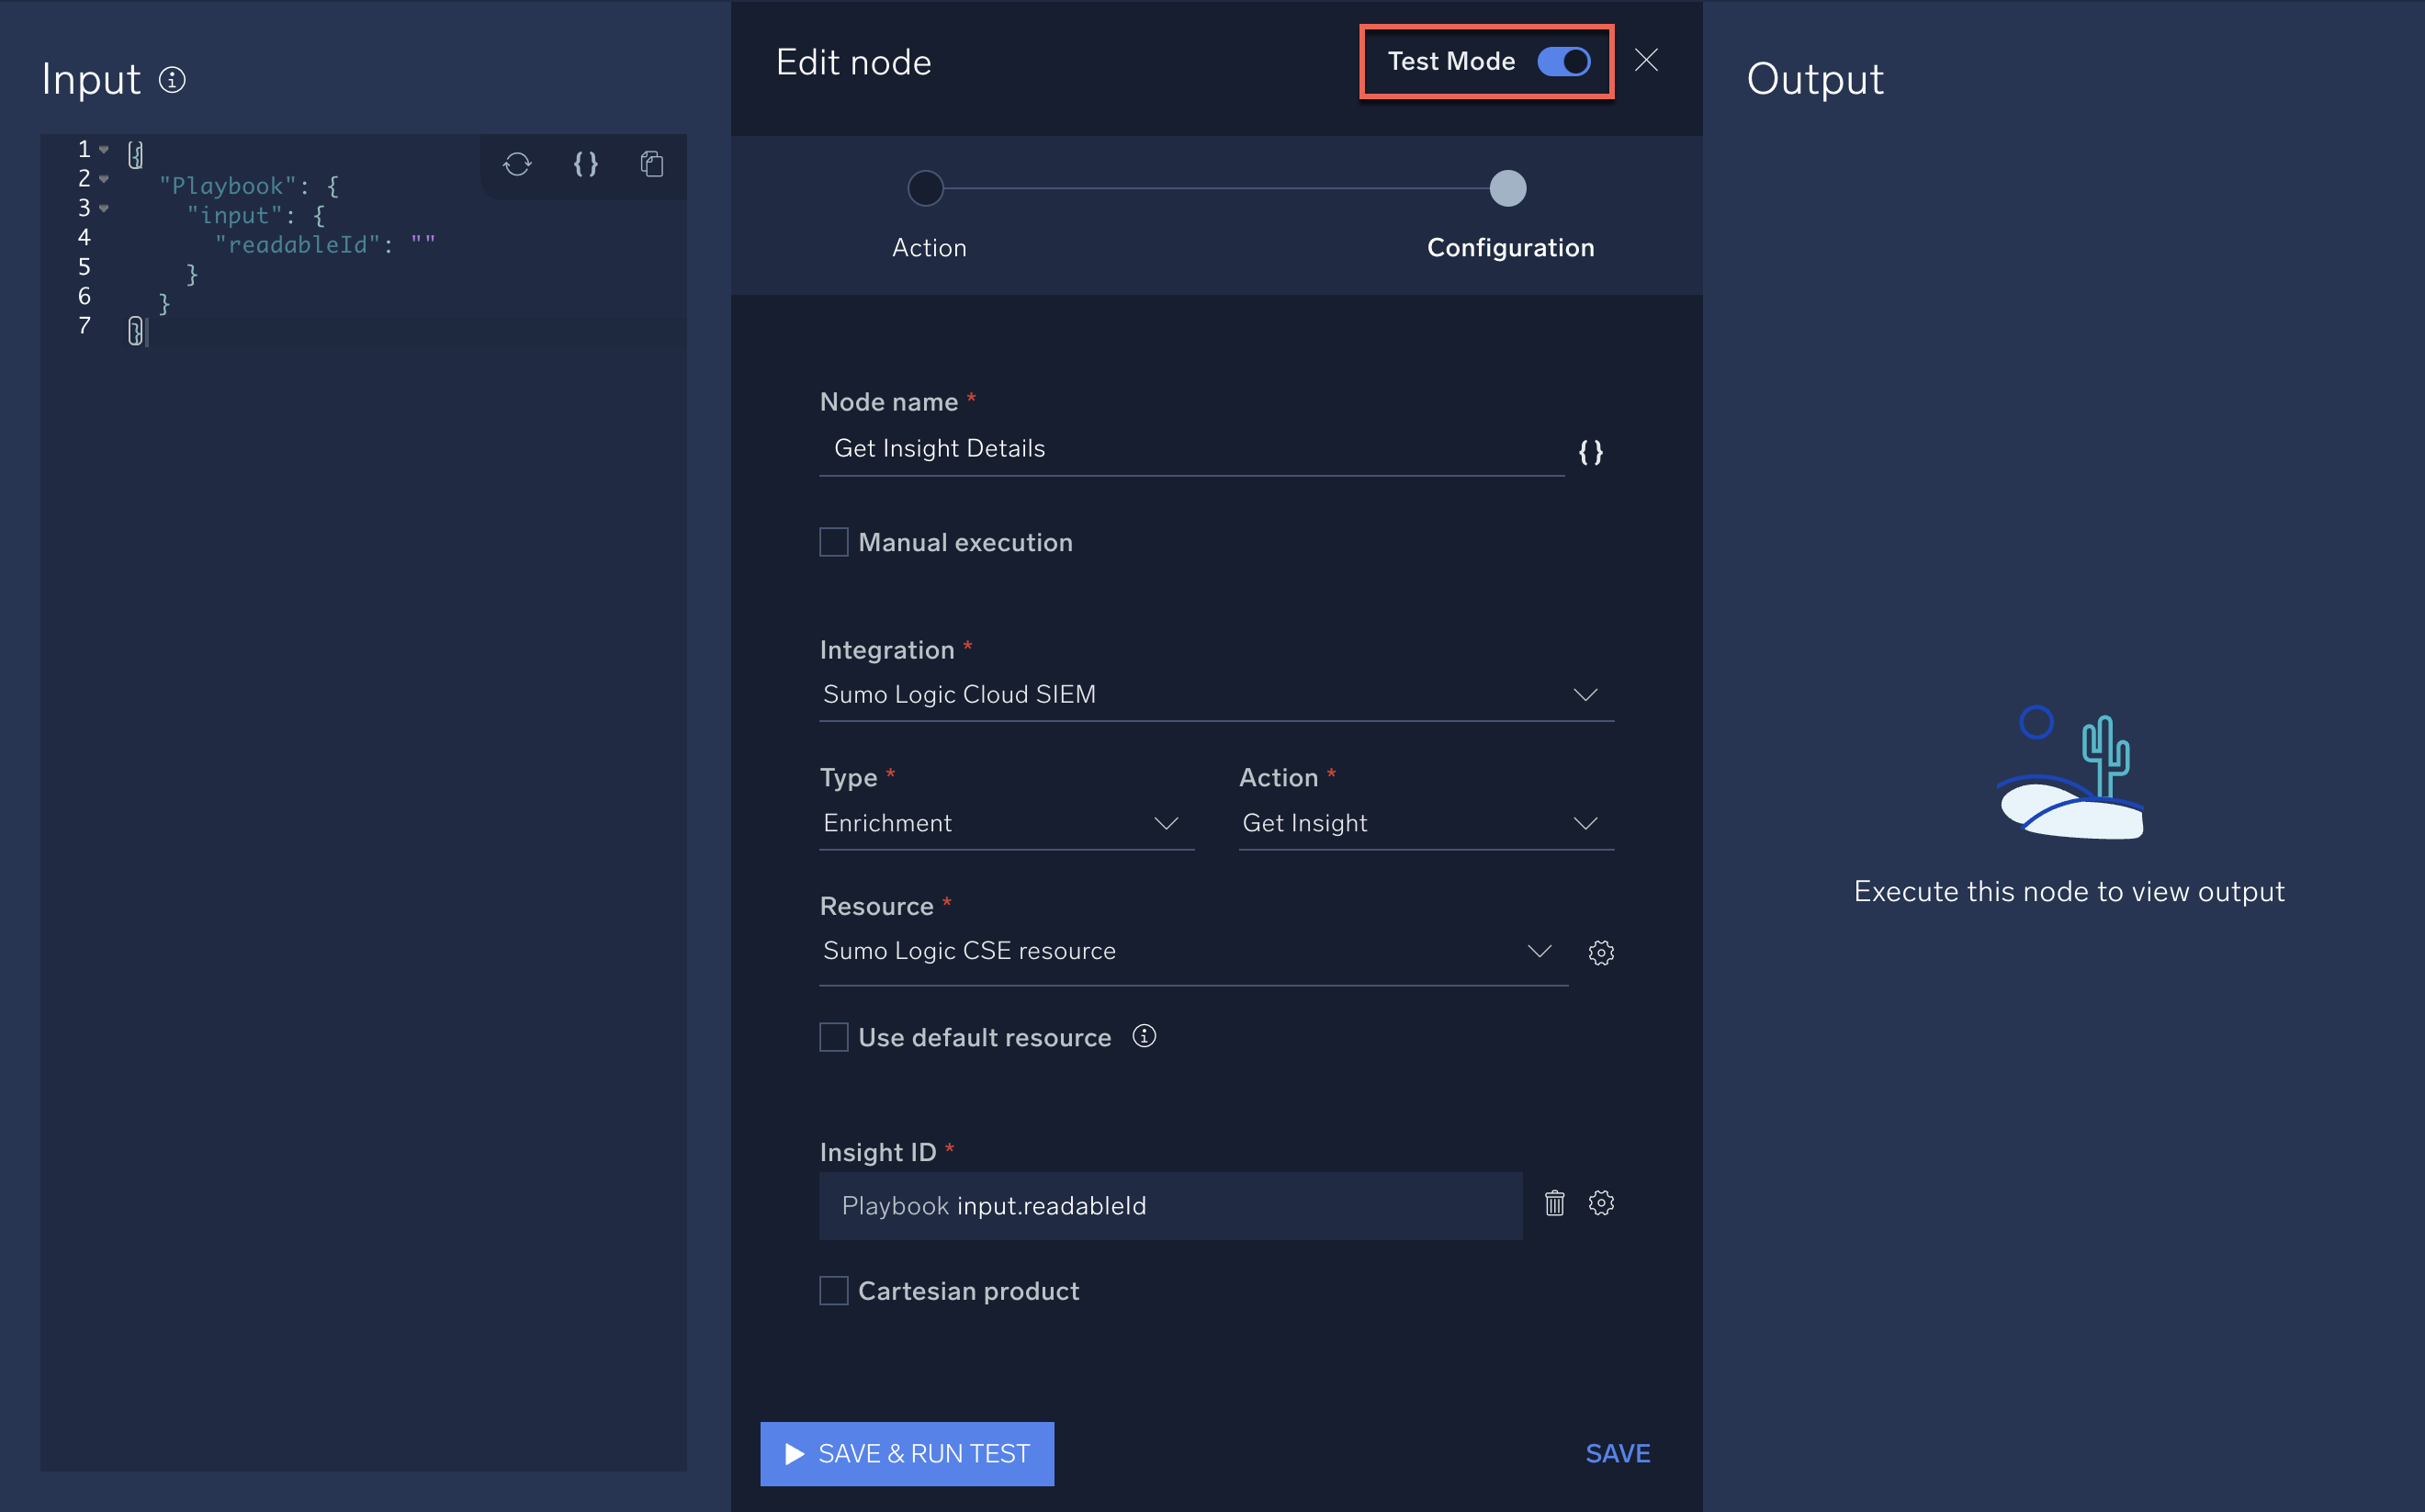 Input
1 {
2 "Playbook": {
3 "input": {
4 "readableId": ""
5 }
6 }
7 }
Edit node
Test Mode
Action
Configuration
Node name *
Get Insight Details
{}
Manual execution
Integration *
Sumo Logic Cloud SIEM
Type *
Action *
Enrichment
Get Insight
Resource *
Sumo Logic CSE resource
Use default resource
Insight ID *
Playbook input.readableId
Cartesian product
SAVE & RUN TEST
SAVE
Output
Execute this node to view output